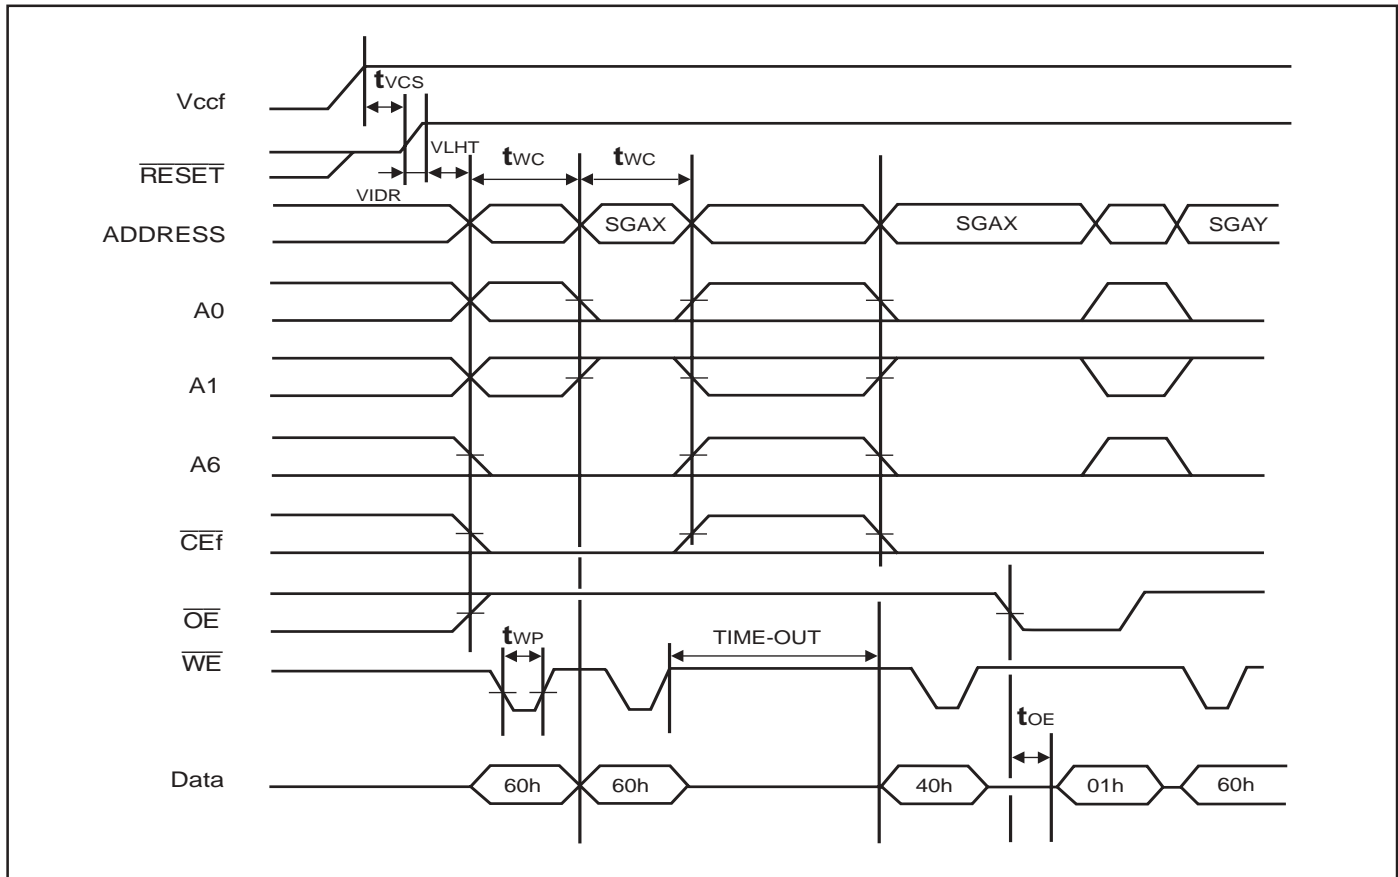 tVCS
Vccf
VLHT
tWC
tWC
RESET
VIDR
ADDRESS
SGAX
SGAX
SGAY
A0
A1
A6
CEf
OE
tWP
TIME-OUT
WE
tOE
Data
60h
60h
40h
01h
60h